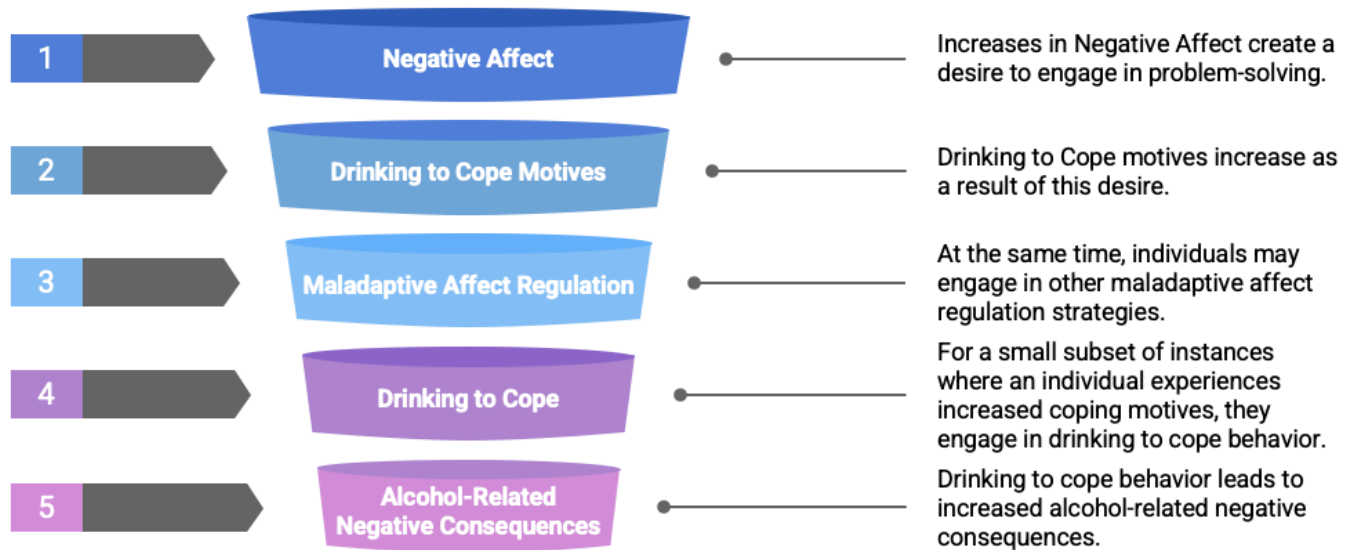 1
Negative Affect
Increases in Negative Affect create a
desire to engage in problem-solving.
2
Drinking to Cope Motives
Drinking to Cope motives increase as
a result of this desire.
3
Maladaptive Affect Regulation
At the same time, individuals may
engage in other maladaptive affect
regulation strategies.
4
Drinking to Cope
For a small subset of instances
where an individual experiences
increased coping motives, they
engage in drinking to cope behavior.
5
Alcohol-Related
Negative Consequences
Drinking to cope behavior leads to
increased alcohol-related negative
consequences.